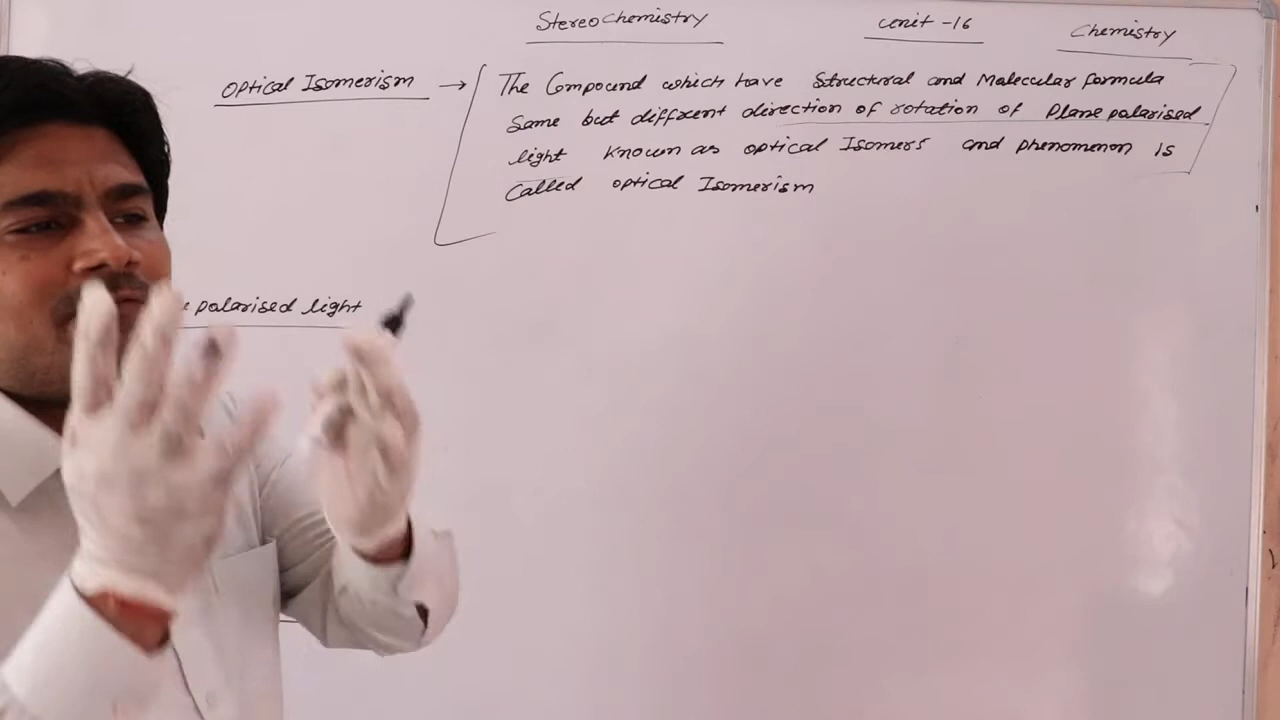 StereoChemistry Unit -16 Chemistry
Optical Isomerism → The Compound which have Structural and Molecular formula
Same but diffrent direction of rotation of Plane polarised
light known as optical Isomers and phenomenon is
Called optical Isomerism
polarised light